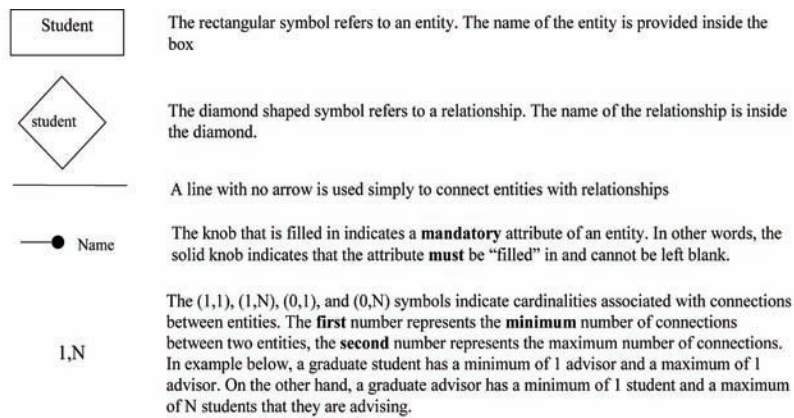 Student
The rectangular symbol refers to an entity. The name of the entity is provided inside the
box
student
The diamond shaped symbol refers to a relationship. The name of the relationship is inside
the diamond.
A line with no arrow is used simply to connect entities with relationships
Name
The knob that is filled in indicates a mandatory attribute of an entity. In other words, the
solid knob indicates that the attribute must be “filled” in and cannot be left blank.
1,N
The (1,1), (1,N), (0,1), and (0,N) symbols indicate cardinalities associated with connections
between entities. The first number represents the minimum number of connections
between two entities, the second number represents the maximum number of connections.
In example below, a graduate student has a minimum of 1 advisor and a maximum of 1
advisor. On the other hand, a graduate advisor has a minimum of 1 student and a maximum
of N students that they are advising.